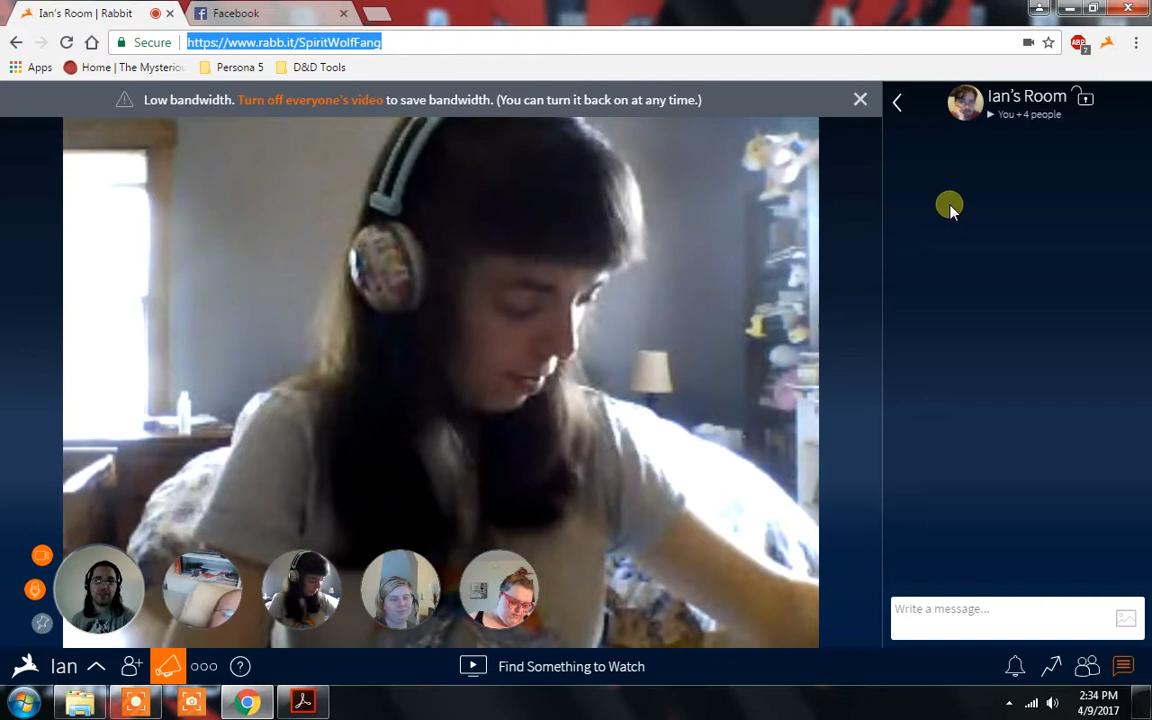 Ian's Room | Rabbit
Facebook
Secure
https://www.rabb.it/SpiritWolfFang
ABP
7
Apps
Home | The Mysteriou
Persona 5
D&D Tools
Low bandwidth. Turn off everyone's video to save bandwidth. (You can turn it back on at any time.)
Ian's Room
You + 4 people
Write a message...
Ian
Find Something to Watch
2:34 PM
4/9/2017